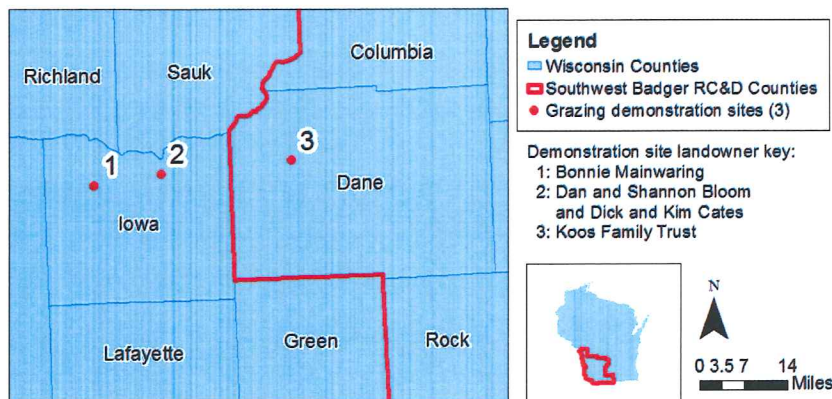 Richland
Sauk
Columbia
1
2
3
Iowa
Dane
Lafayette
Green
Rock
Legend
Wisconsin Counties
Southwest Badger RC&D Counties
Grazing demonstration sites (3)
Demonstration site landowner key:
1: Bonnie Mainwaring
2: Dan and Shannon Bloom
and Dick and Kim Cates
3: Koos Family Trust
N
0 3.5 7 14
Miles